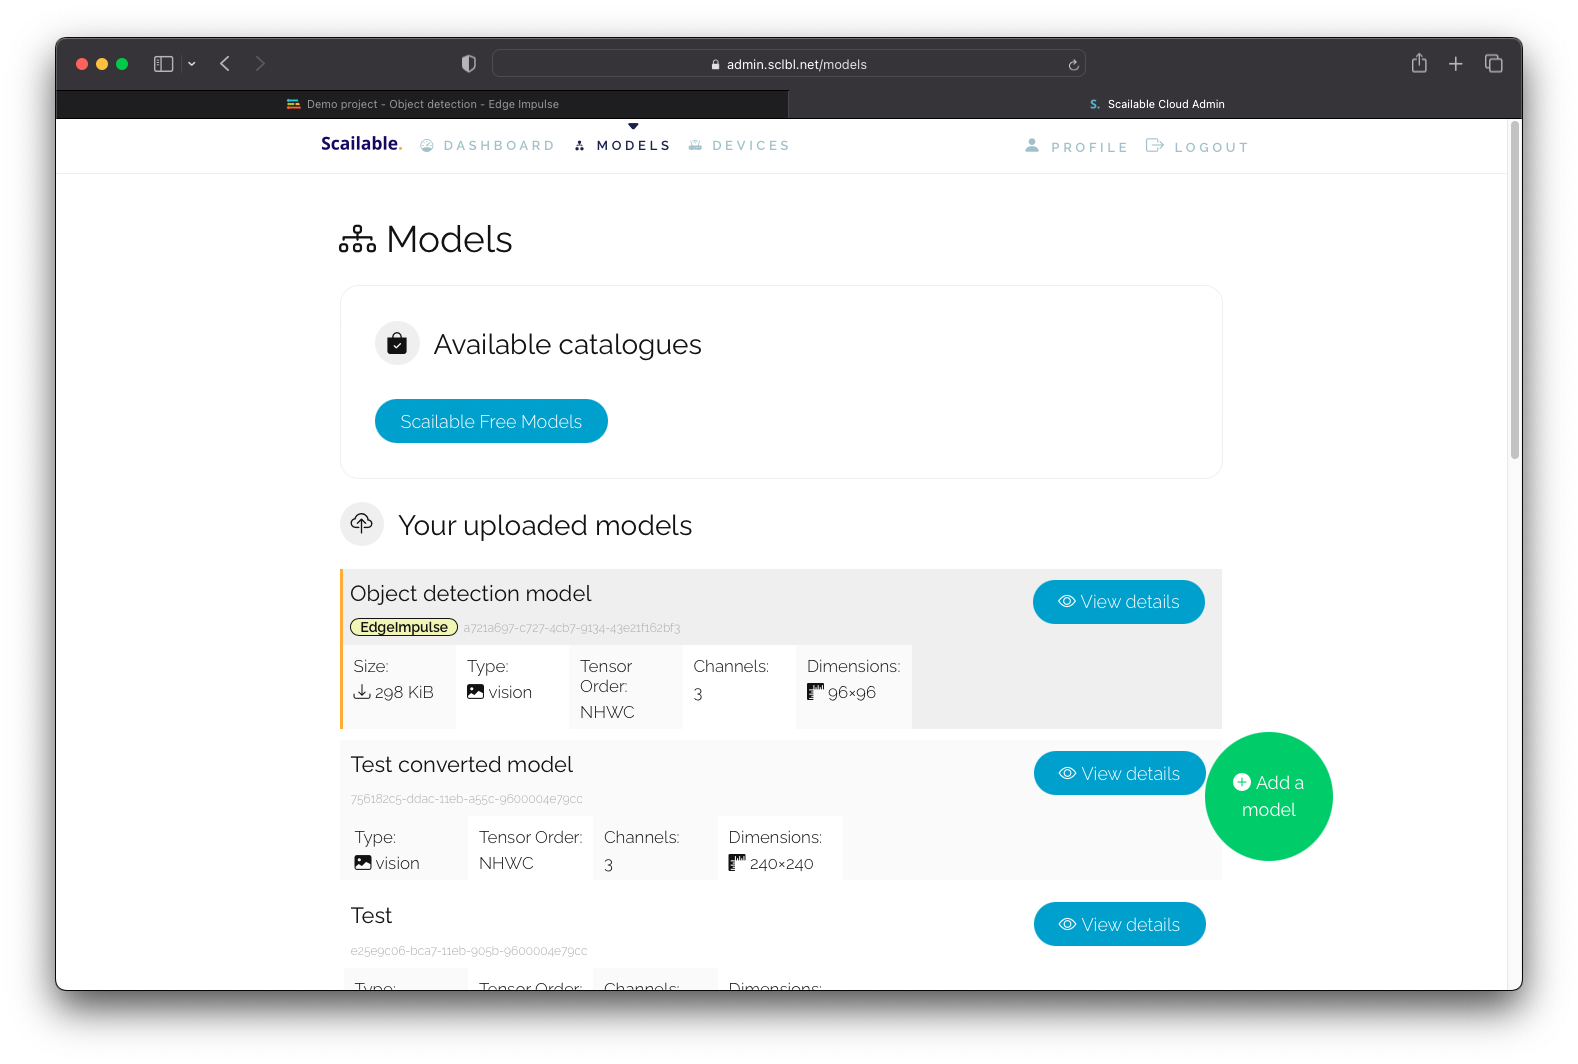 admin.sclbl.net/models
Demo project - Object detection - Edge Impulse
S. Scailable Cloud Admin
Scailable. DASHBOARD MODELS DEVICES PROFILE LOGOUT
Models
Available catalogues
Scailable Free Models
Your uploaded models
Object detection model
View details
EdgeImpulse a721a697-c727-4cb7-9134-43e21f162bf3
Size:
298 KiB
Type:
vision
Tensor
Order:
NHWC
Channels:
3
Dimensions:
96×96
Test converted model
View details
756182c5-ddac-11eb-a55c-9600004e79cc
Type:
vision
Tensor Order:
NHWC
Channels:
3
Dimensions:
240×240
Add a
model
Test
View details
e25e9c06-bca7-11eb-905b-9600004e79cc
Type:
Tensor Order:
Channels:
Dimensions: